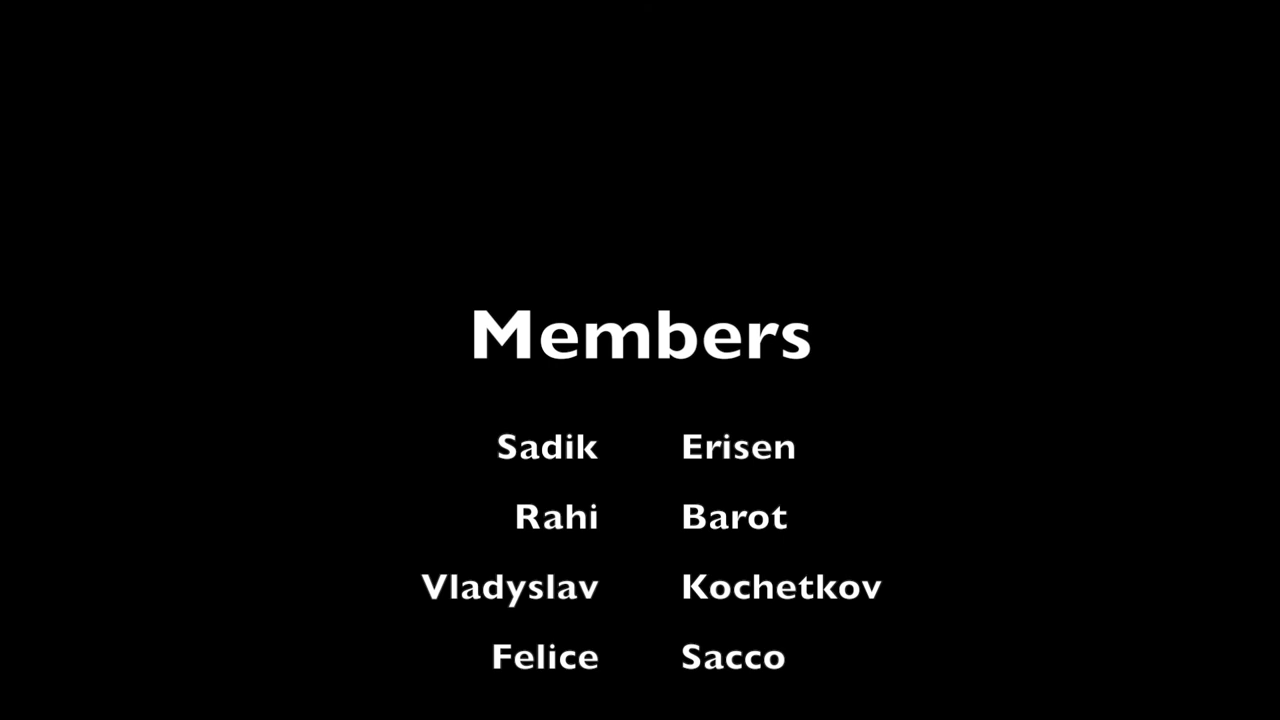 Members
Sadik Erisen
Rahi Barot
Vladyslav Kochetkov
Felice Sacco